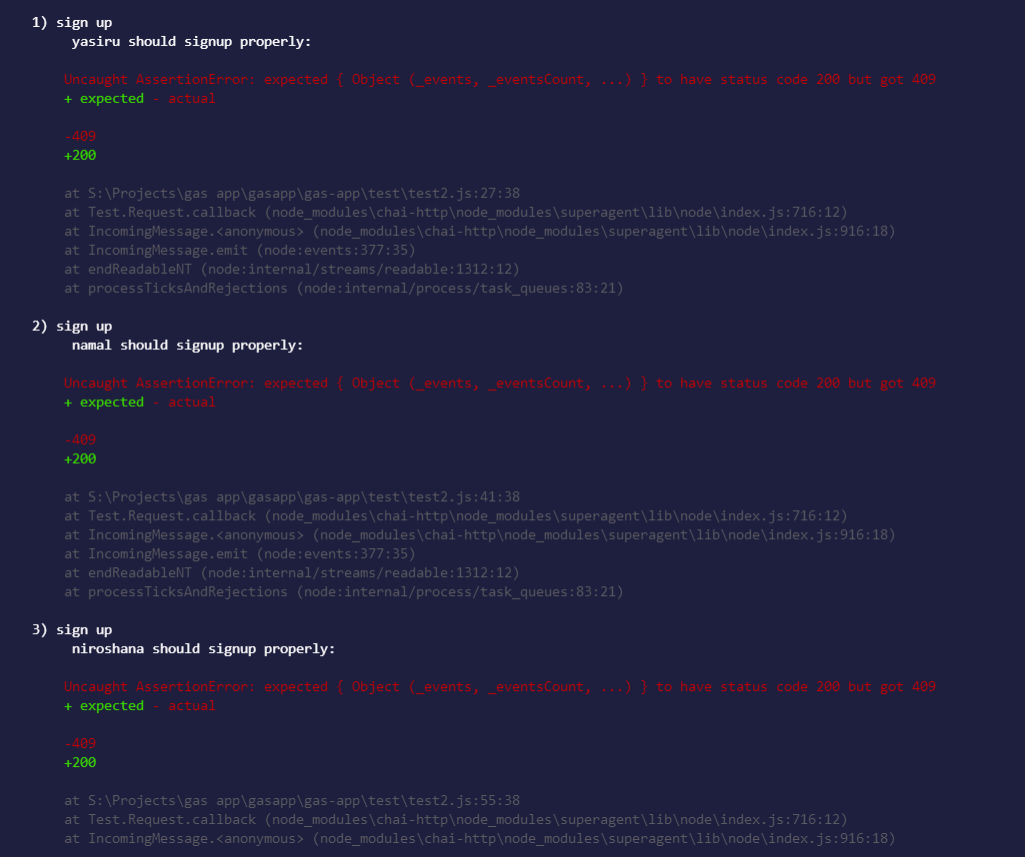 1) sign up
yasiru should signup properly:
Uncaught AssertionError: expected { Object (_events, _eventsCount, ...) } to have status code 200 but got 409
+ expected - actual
-409
+200
at S:\Projects\gas app\gasapp\gas-app\test\test2.js:27:38
at Test.Request.callback (node_modules\chai-http\node_modules\superagent\lib\node\index.js:716:12)
at IncomingMessage.<anonymous> (node_modules\chai-http\node_modules\superagent\lib\node\index.js:916:18)
at IncomingMessage.emit (node:events:377:35)
at endReadableNT (node:internal/streams/readable:1312:12)
at processTicksAndRejections (node:internal/process/task_queues:83:21)
2) sign up
namal should signup properly:
Uncaught AssertionError: expected { Object (_events, _eventsCount, ...) } to have status code 200 but got 409
+ expected - actual
-409
+200
at S:\Projects\gas app\gasapp\gas-app\test\test2.js:41:38
at Test.Request.callback (node_modules\chai-http\node_modules\superagent\lib\node\index.js:716:12)
at IncomingMessage.<anonymous> (node_modules\chai-http\node_modules\superagent\lib\node\index.js:916:18)
at IncomingMessage.emit (node:events:377:35)
at endReadableNT (node:internal/streams/readable:1312:12)
at processTicksAndRejections (node:internal/process/task_queues:83:21)
3) sign up
niroshana should signup properly:
Uncaught AssertionError: expected { Object (_events, _eventsCount, ...) } to have status code 200 but got 409
+ expected - actual
-409
+200
at S:\Projects\gas app\gasapp\gas-app\test\test2.js:55:38
at Test.Request.callback (node_modules\chai-http\node_modules\superagent\lib\node\index.js:716:12)
at IncomingMessage.<anonymous> (node_modules\chai-http\node_modules\superagent\lib\node\index.js:916:18)